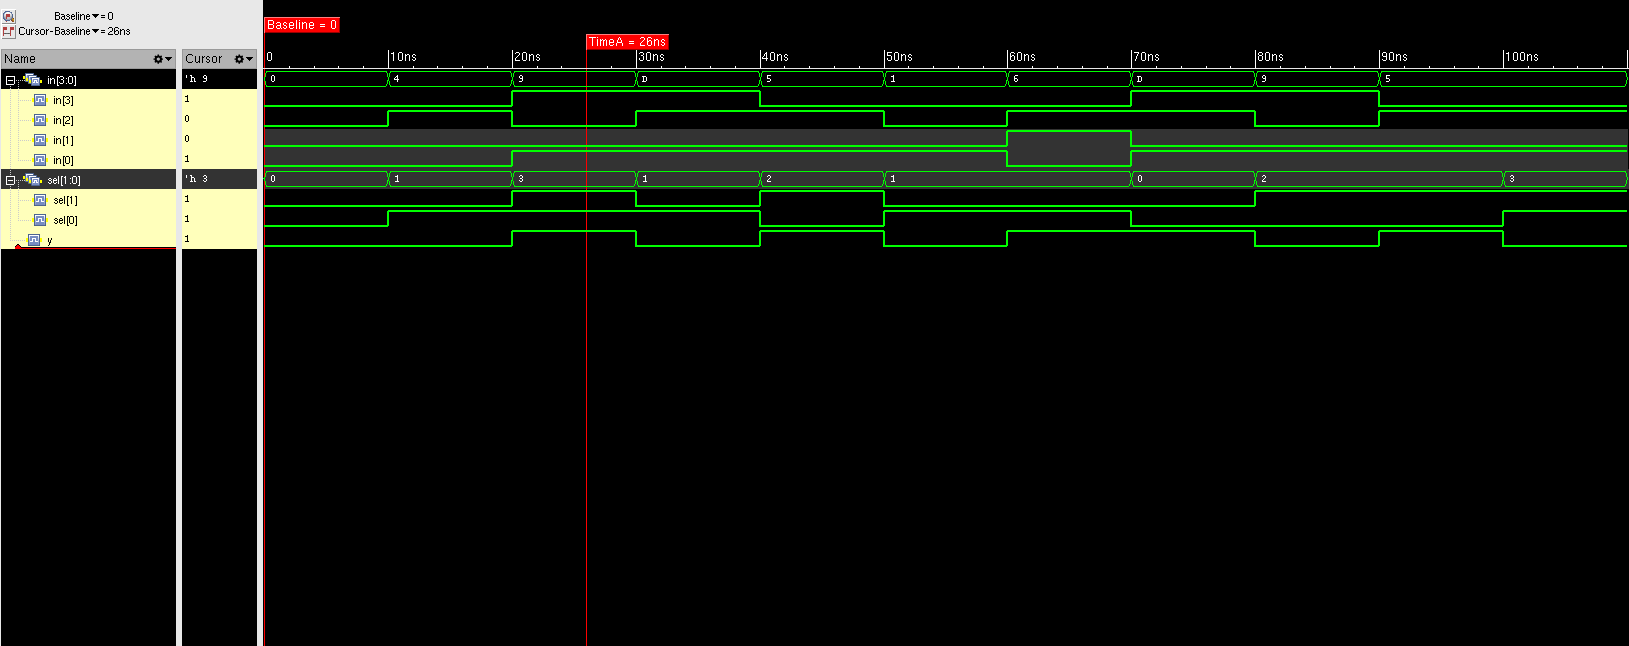 Baseline▼= 0
Cursor-Baseline▼= 26ns
Baseline = 0
TimeA = 26ns
Name
Cursor
0 10ns 20ns 30ns 40ns 50ns 60ns 70ns 80ns 90ns 100ns
in[3:0] 'h 9 0 4 9 D 5 1 6 D 9 5
in[3] 1
in[2] 0
in[1] 0
in[0] 1
sel[1:0] 'h 3 0 1 3 1 2 1 0 2 3
sel[1] 1
sel[0] 1
y 1